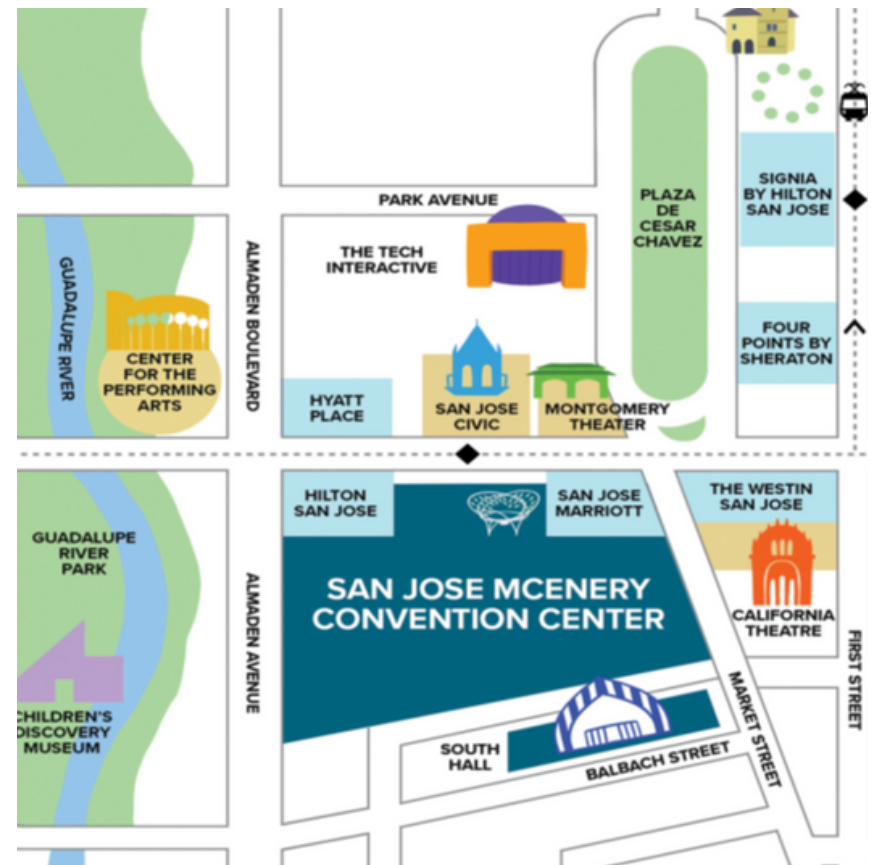 PARK AVENUE
SIGNIA
BY HILTON
SAN JOSE
PLAZA
DE
CESAR
CHAVEZ
THE TECH
INTERACTIVE
GUADALUPE RIVER
ALMADEN BOULEVARD
CENTER
FOR THE
PERFORMING
ARTS
FOUR
POINTS BY
SHERATON
HYATT
PLACE
SAN JOSE
CIVIC
MONTGOMERY
THEATER
HILTON
SAN JOSE
SAN JOSE
MARRIOTT
THE WESTIN
SAN JOSE
GUADALUPE
RIVER
PARK
SAN JOSE MCENERY
CONVENTION CENTER
ALMADEN AVENUE
CALIFORNIA
THEATRE
FIRST STREET
MARKET STREET
CHILDREN'S
DISCOVERY
MUSEUM
SOUTH
HALL
BALBACH STREET